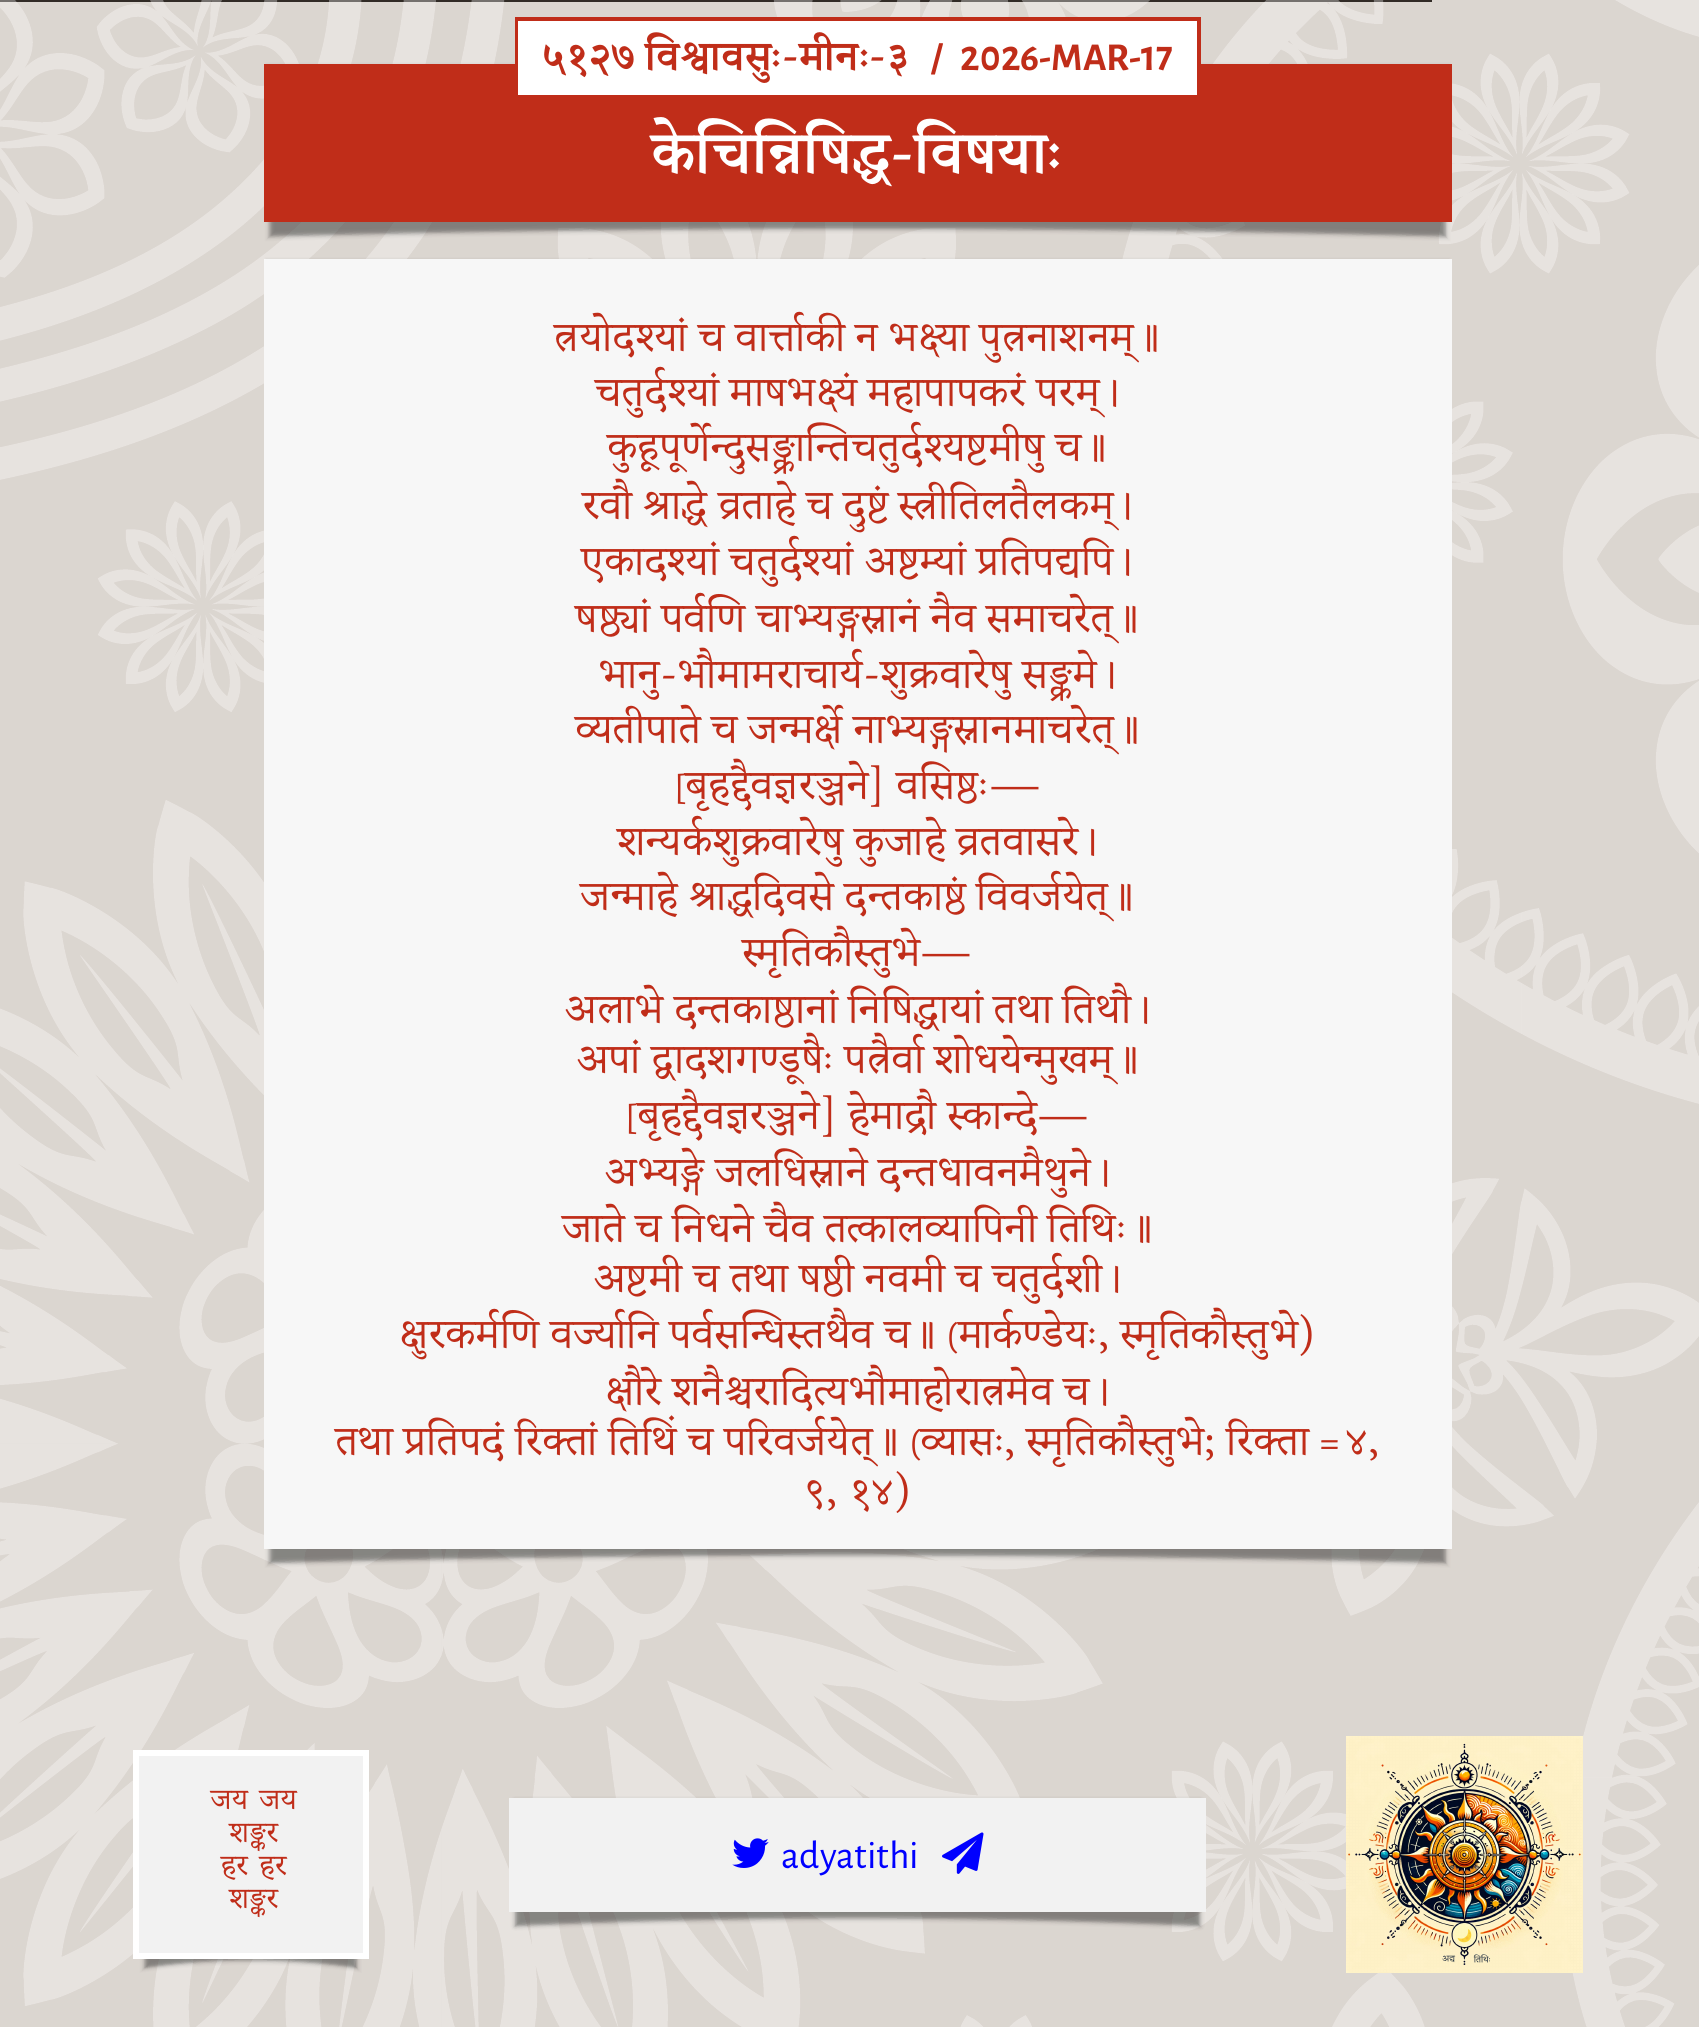 ५१२७ विश्वावसुः-मीनः-३ / 2026-MAR-17
केचिन्निषिद्ध-विषयाः
त्रयोदश्यां च वार्त्ताकी न भक्ष्या पुत्रनाशनम्॥
चतुर्दश्यां माषभक्ष्यं महापापकरं परम्।
कुहूपूर्णेन्दुसङ्क्रान्तिचतुर्दश्यष्टमीषु च॥
रवौ श्राद्धे व्रताहे च दुष्टं स्त्रीतिलतैलकम्।
एकादश्यां चतुर्दश्यां अष्टम्यां प्रतिपद्यपि।
षष्ठ्यां पर्वणि चाभ्यङ्गस्नानं नैव समाचरेत्॥
भानु-भौमामराचार्य-शुक्रवारेषु सङ्क्रमे।
व्यतीपाते च जन्मर्क्षे नाभ्यङ्गस्नानमाचरेत्॥
[बृहद्दैवज्ञरञ्जने] वसिष्ठः—
शन्यर्कशुक्रवारेषु कुजाहे व्रतवासरे।
जन्माहे श्राद्धदिवसे दन्तकाष्ठं विवर्जयेत्॥
स्मृतिकौस्तुभे—
अलाभे दन्तकाष्ठानां निषिद्धायां तथा तिथौ।
अपां द्वादशगण्डूषैः पत्रैर्वा शोधयेन्मुखम्॥
[बृहद्दैवज्ञरञ्जने] हेमाद्रौ स्कान्दे—
अभ्यङ्गे जलधिस्नाने दन्तधावनमैथुने।
जाते च निधने चैव तत्कालव्यापिनी तिथिः॥
अष्टमी च तथा षष्ठी नवमी च चतुर्दशी।
क्षुरकर्मणि वर्ज्यानि पर्वसन्धिस्तथैव च॥ (मार्कण्डेयः, स्मृतिकौस्तुभे)
क्षौरे शनैश्चरादित्यभौमाहोरात्रमेव च।
तथा प्रतिपदं रिक्तां तिथिं च परिवर्जयेत्॥ (व्यासः, स्मृतिकौस्तुभे; रिक्ता = ४,
९, १४)
जय जय
शङ्कर
हर हर
शङ्कर
adyatithi
अद्य तिथिः